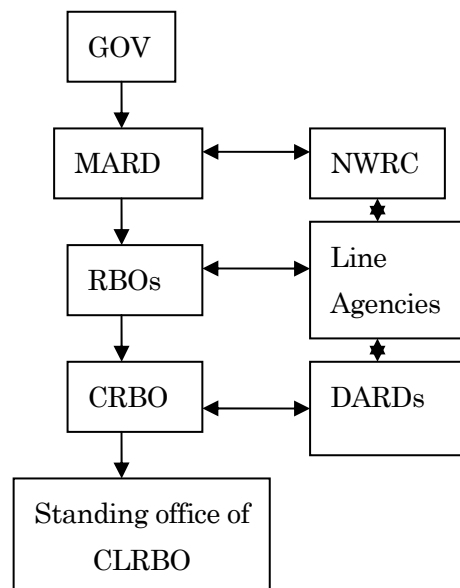 GOV
MARD
NWRC
RBOs
Line
Agencies
CRBO
DARDs
Standing office of
CLRBO